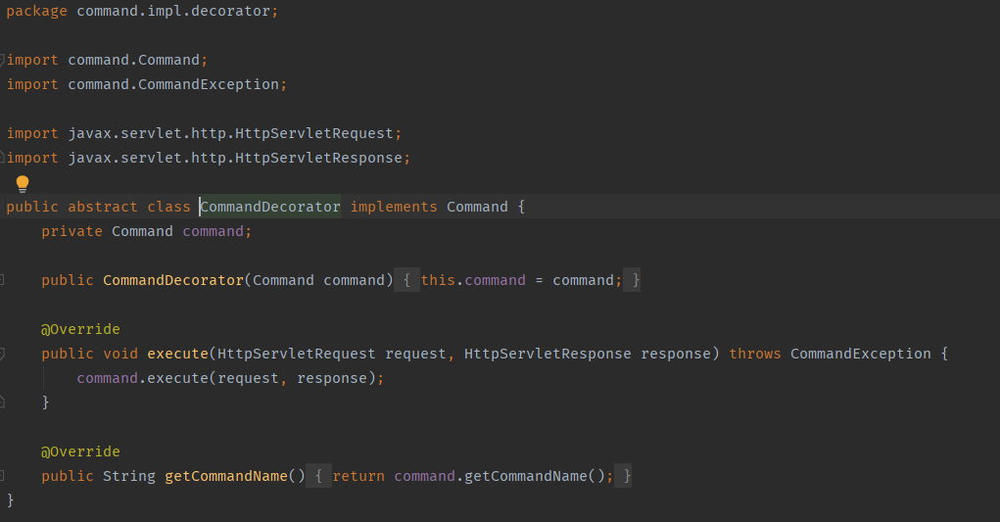 package command.impl.decorator;
import command.Command;
import command.CommandException;
import javax.servlet.http.HttpServletRequest;
import javax.servlet.http.HttpServletResponse;
public abstract class CommandDecorator implements Command {
    private Command command;
    public CommandDecorator(Command command) { this.command = command; }
    @Override
    public void execute(HttpServletRequest request, HttpServletResponse response) throws CommandException {
        command.execute(request, response);
    }
    @Override
    public String getCommandName() { return command.getCommandName(); }
}